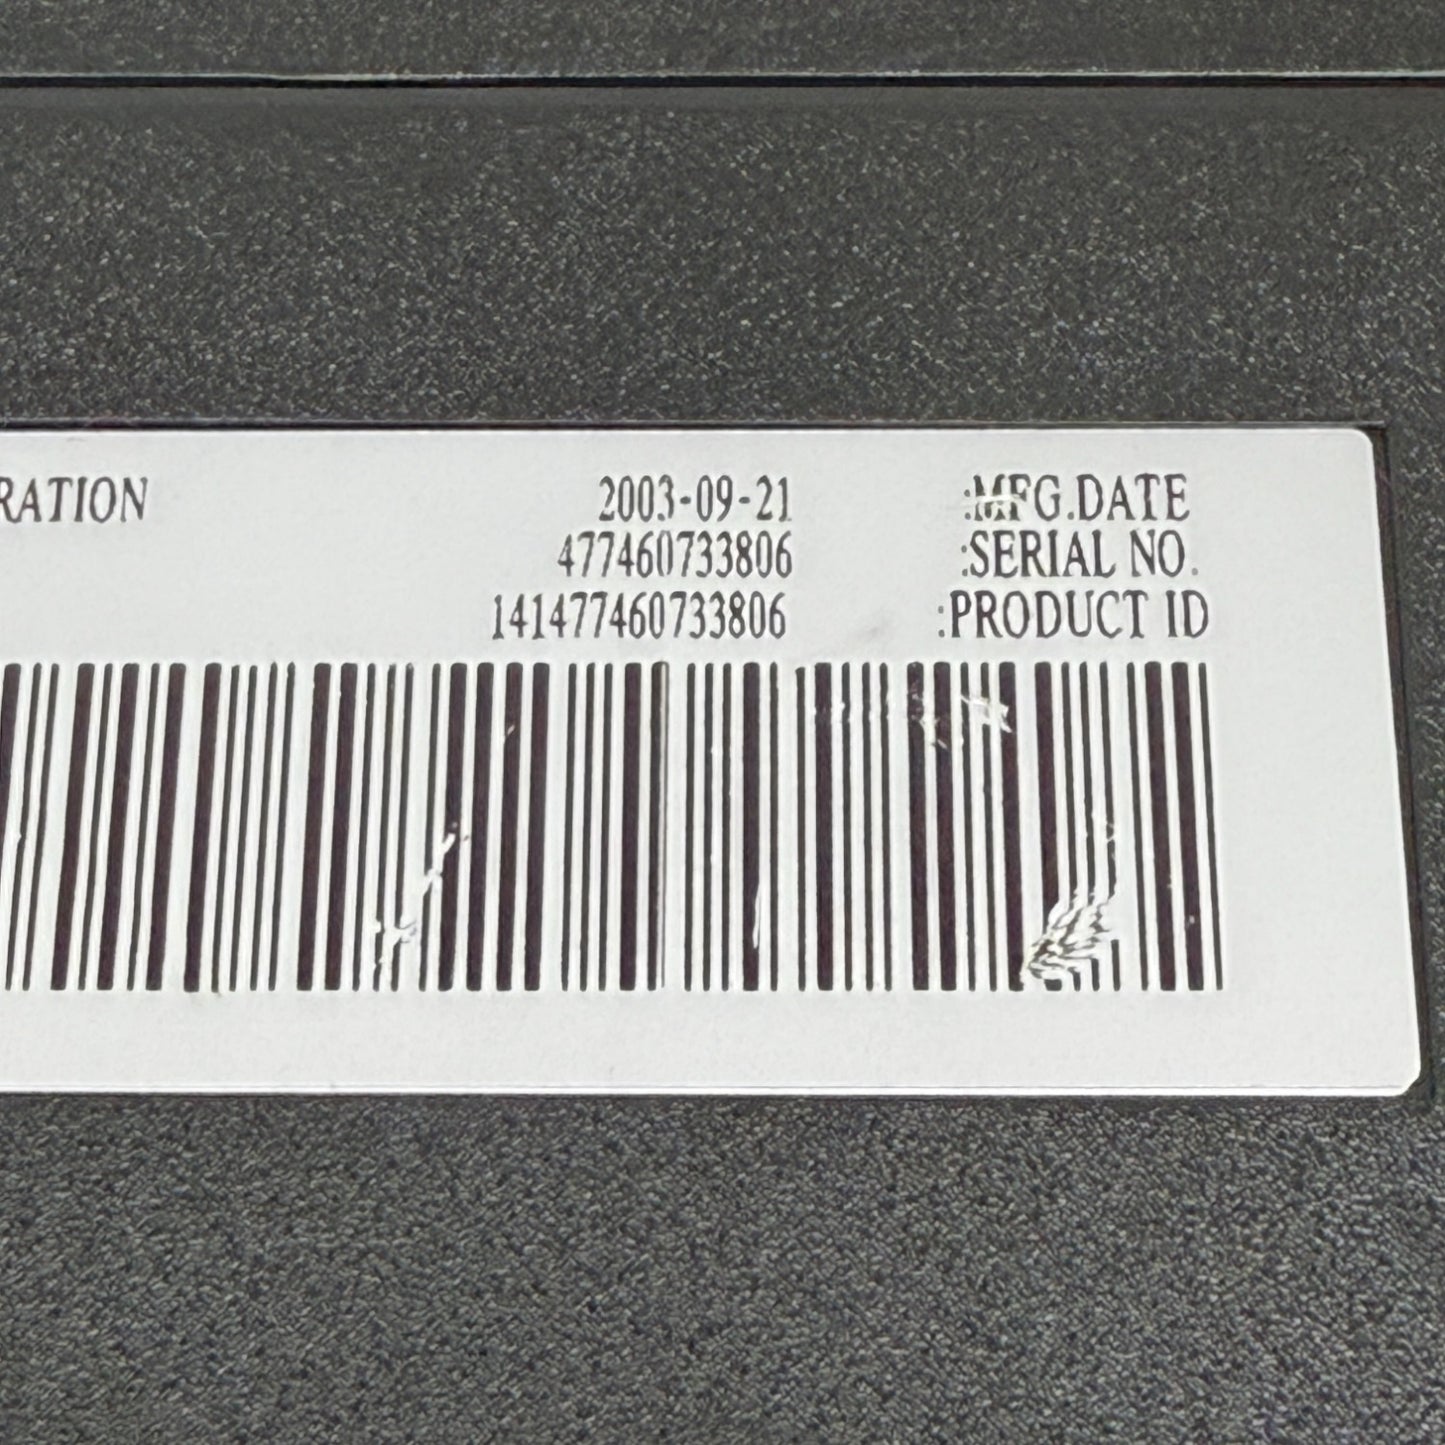 RATION 2003-09-21 :MFG.DATE
477460733806 :SERIAL NO.
141477460733806 :PRODUCT ID